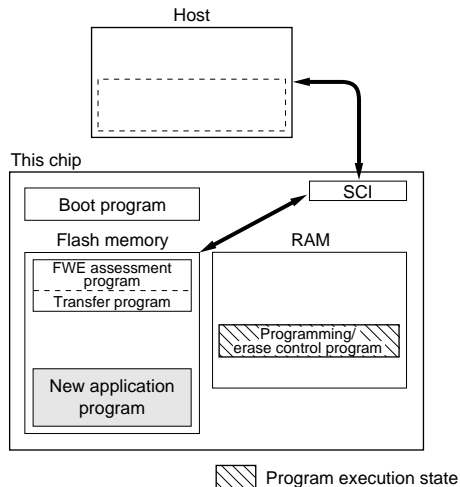 Host
This chip
SCI
Boot program
Flash memory
RAM
FWE assessment
program
Transfer program
Programming/
erase control program
New application
program
Program execution state